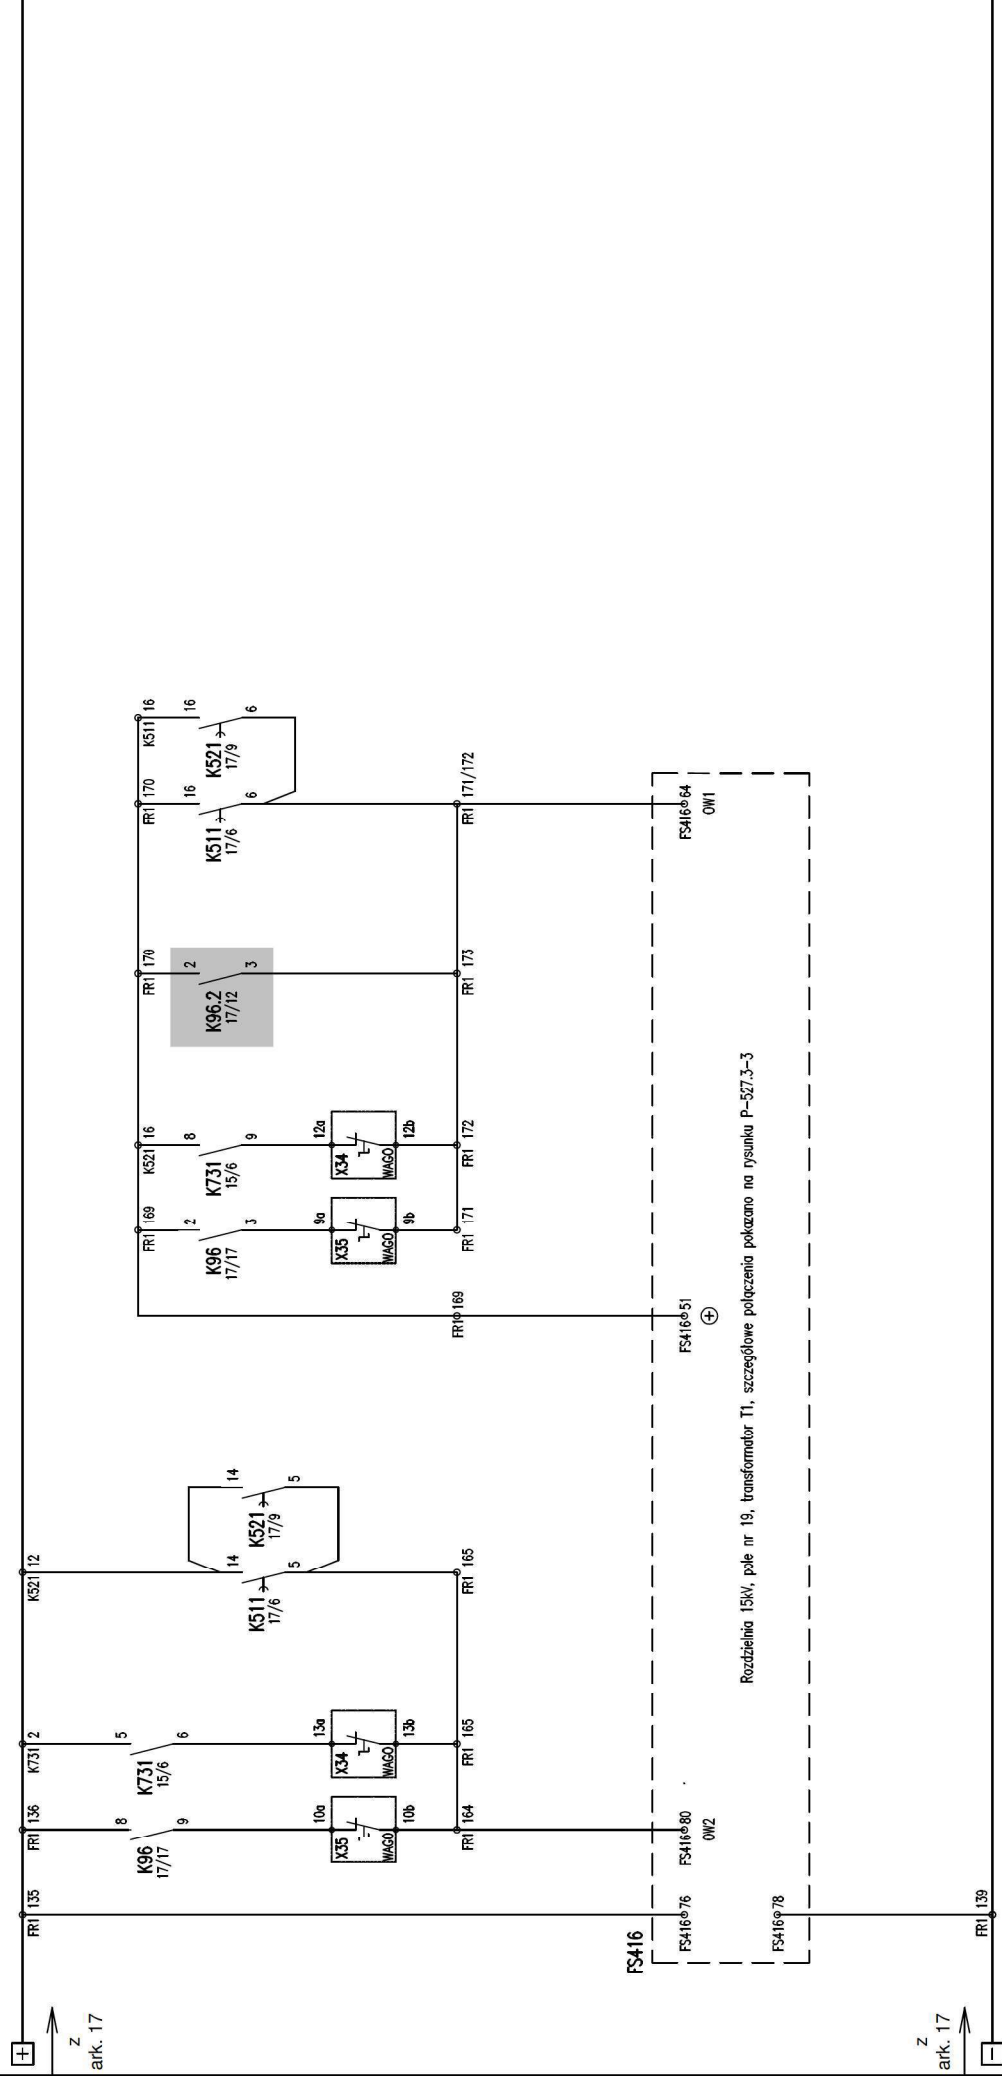 +
z
ark. 17
FR1 135
FR1 136
K731 2
K521 12
K96
17/17
8
9
K731
15/6
5
6
K511
17/6
14
5
K521
17/9
14
5
X35
WAGO
10a
10b
X34
WAGO
13a
13b
FR1 164
FR1 165
FR1 165
FR1 169
K521 16
FR1 170
FR1 170
K511 16
K96
17/17
2
3
K731
15/6
8
9
K96.2
17/12
2
3
K511
17/6
16
6
K521
17/9
16
6
X35
WAGO
9a
9b
X34
WAGO
12a
12b
FR1 169
FR1 171
FR1 172
FR1 173
FR1 171/172
FS416
FS416 76
FS416 80
OW2
FS416 51
+
FS416 64
OW1
Rozdzielnia 15kV, pole nr 19, transformator T1, szczegółowe połączenia pokazano na rysunku P-527.3-3
FS416 78
FR1 139
z
ark. 17
-